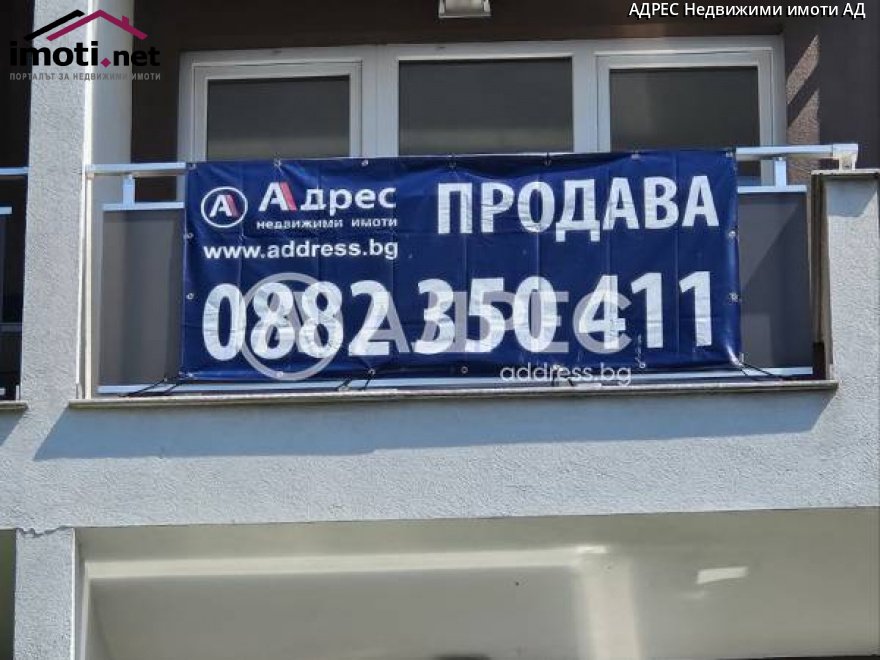 АДРЕС Недвижими имоти АД
imoti.net
ПОРТАЛЪТ ЗА НЕДВИЖИМИ ИМОТИ
Адрес
недвижими имоти
www.address.bg
ПРОДАВА
0882 350 411
АДРЕС
address.bg